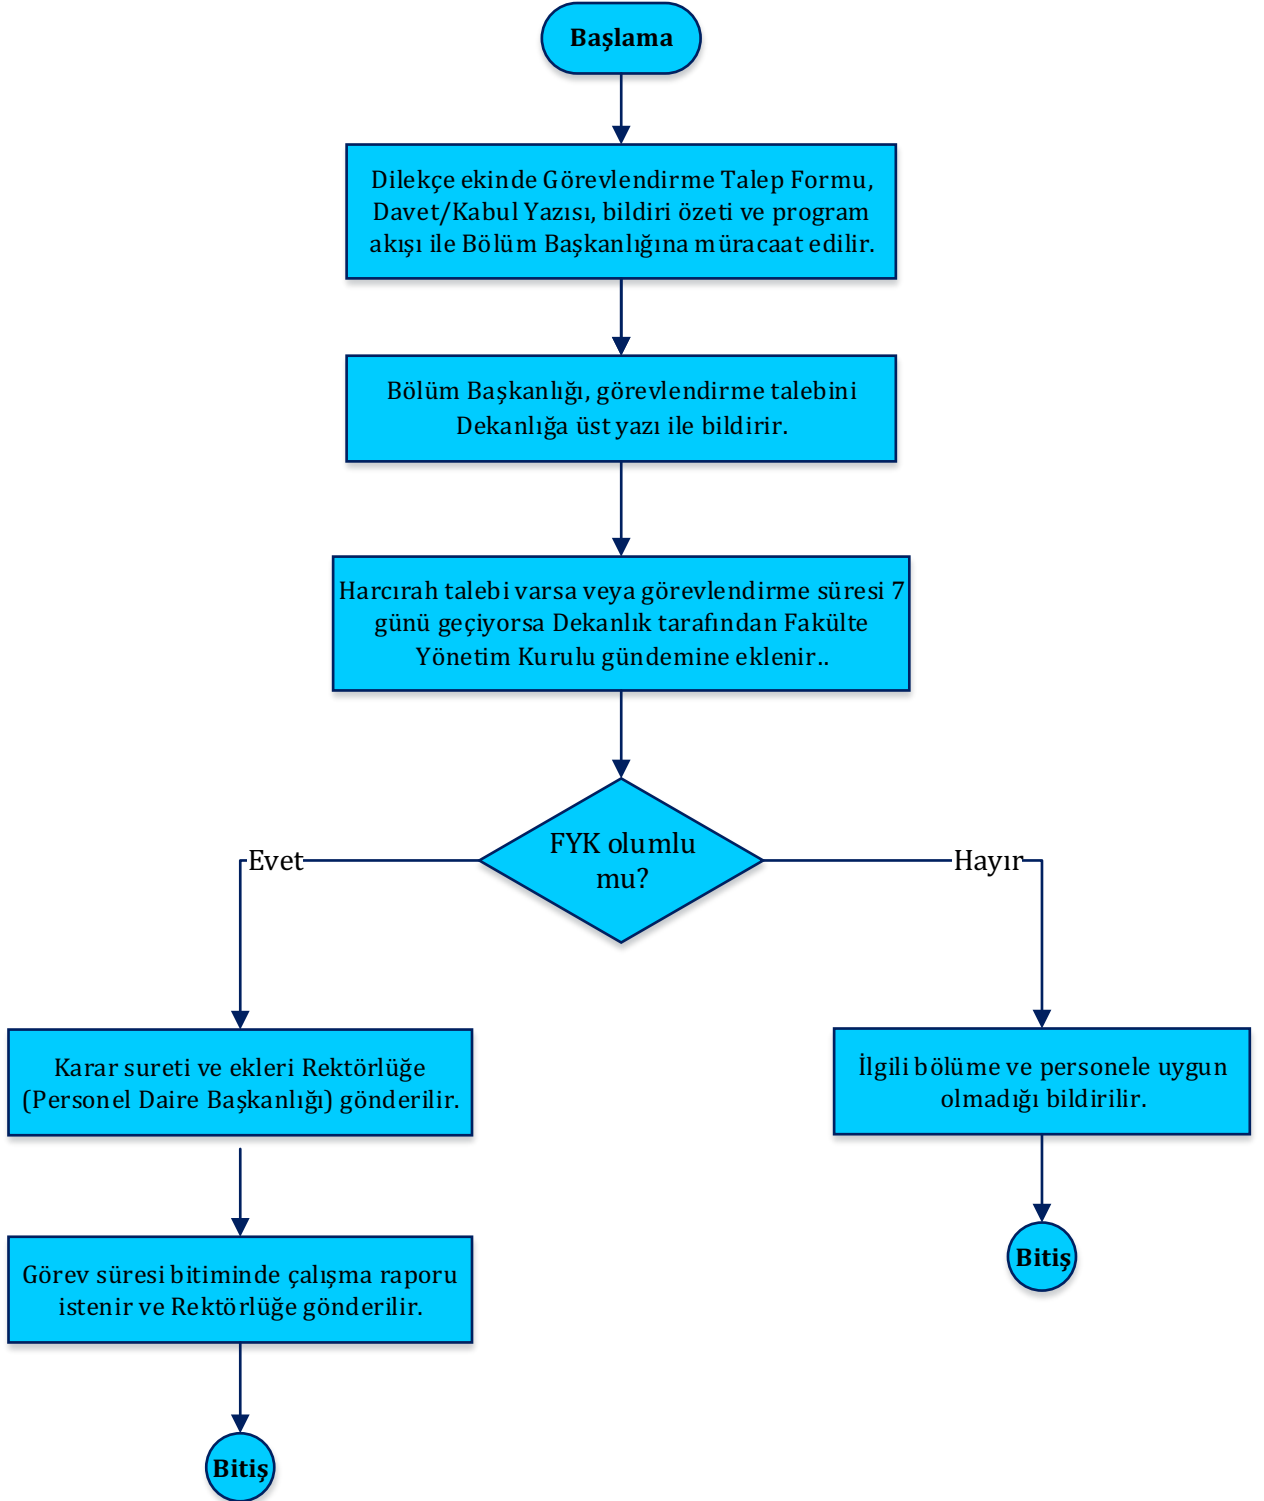 Başlama
Dilekçe ekinde Görevlendirme Talep Formu,
Davet/Kabul Yazısı, bildiri özeti ve program
akışı ile Bölüm Başkanlığına müracaat edilir.
Bölüm Başkanlığı, görevlendirme talebini
Dekanlığa üst yazı ile bildirir.
Harcırah talebi varsa veya görevlendirme süresi 7
günü geçiyorsa Dekanlık tarafından Fakülte
Yönetim Kurulu gündemine eklenir..
FYK olumlu
mu?
Evet
Hayır
Karar sureti ve ekleri Rektörlüğe
(Personel Daire Başkanlığı) gönderilir.
İlgili bölüme ve personele uygun
olmadığı bildirilir.
Görev süresi bitiminde çalışma raporu
istenir ve Rektörlüğe gönderilir.
Bitiş
Bitiş